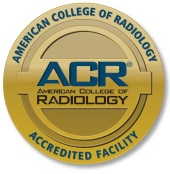 AMERICAN COLLEGE OF RADIOLOGY
ACR®
AMERICAN COLLEGE OF
RADIOLOGY
ACCREDITED FACILITY